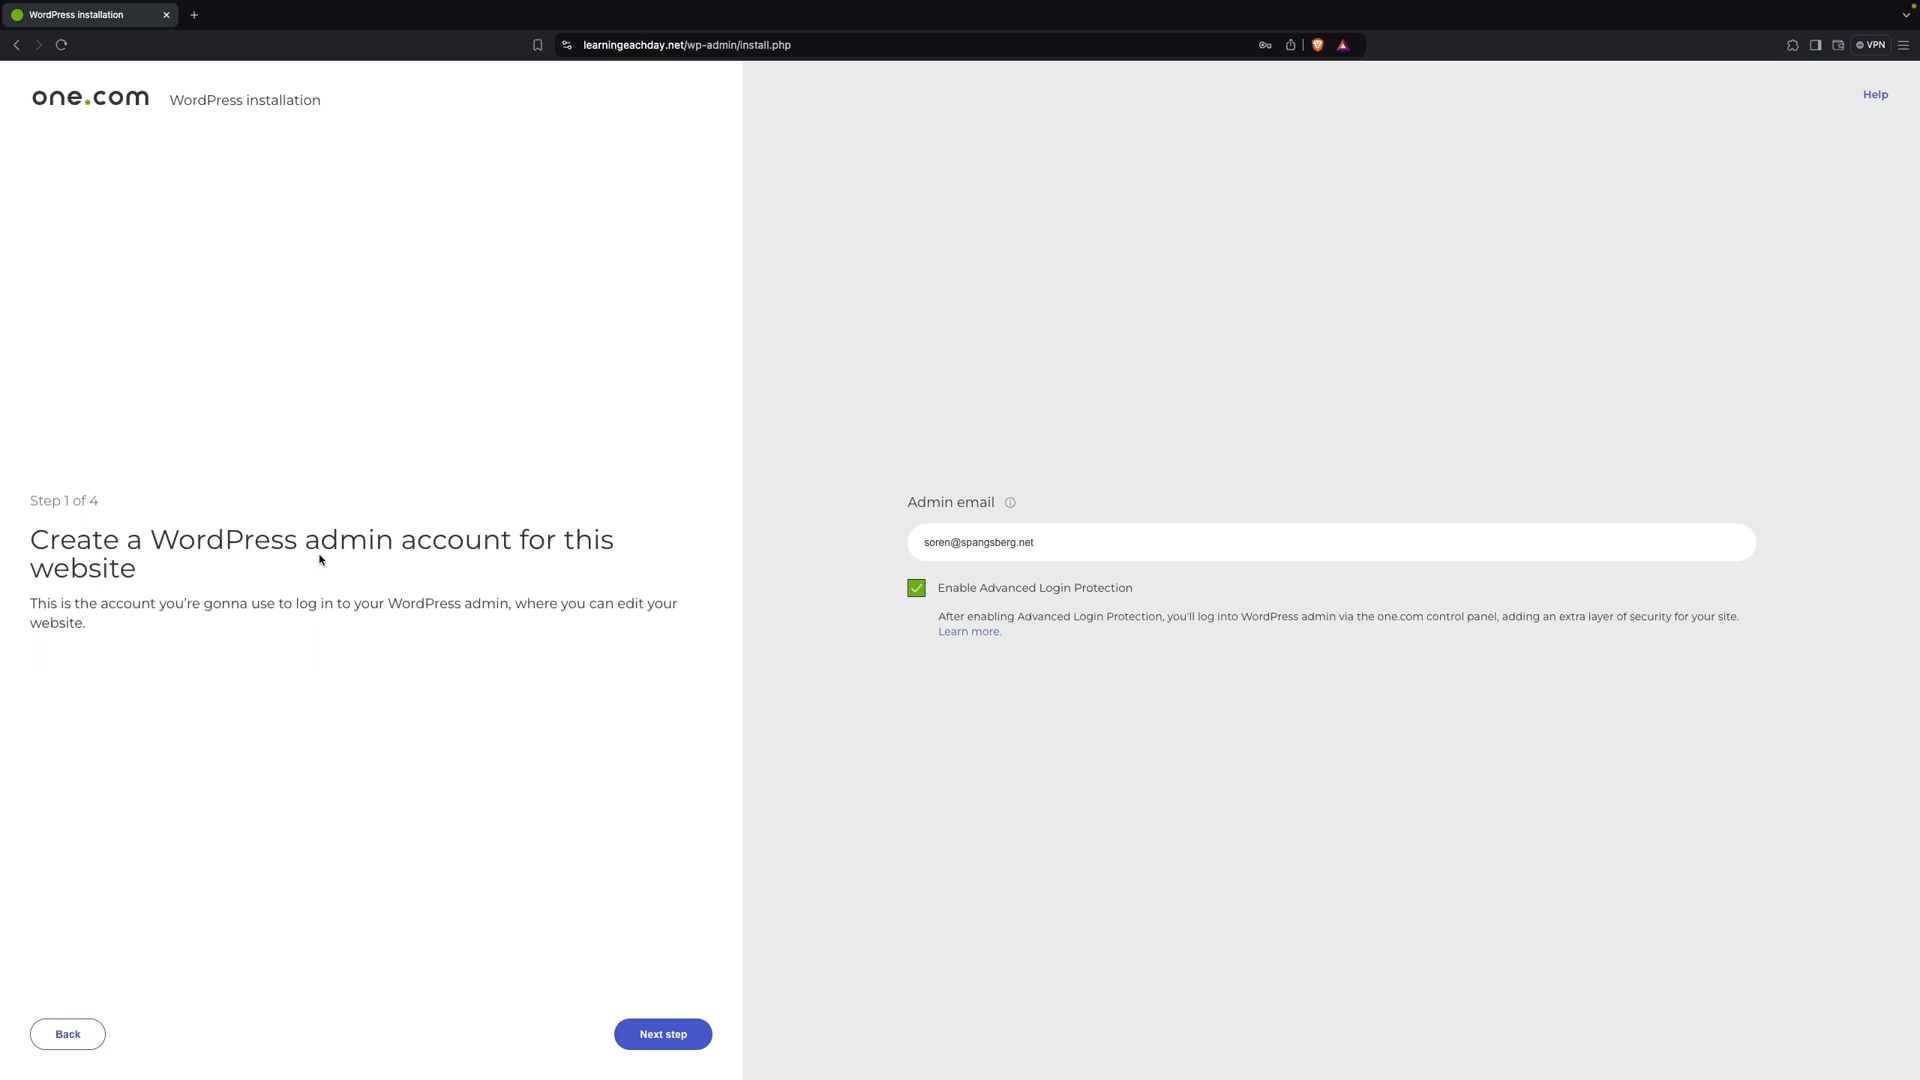 WordPress installation
learningeachday.net/wp-admin/install.php
VPN
one.com
WordPress installation
Help
Step 1 of 4
Create a WordPress admin account for this
website
This is the account you’re gonna use to log in to your WordPress admin, where you can edit your
website.
Admin email
soren@spangsberg.net
Enable Advanced Login Protection
After enabling Advanced Login Protection, you'll log into WordPress admin via the one.com control panel, adding an extra layer of security for your site.
Learn more.
Back
Next step